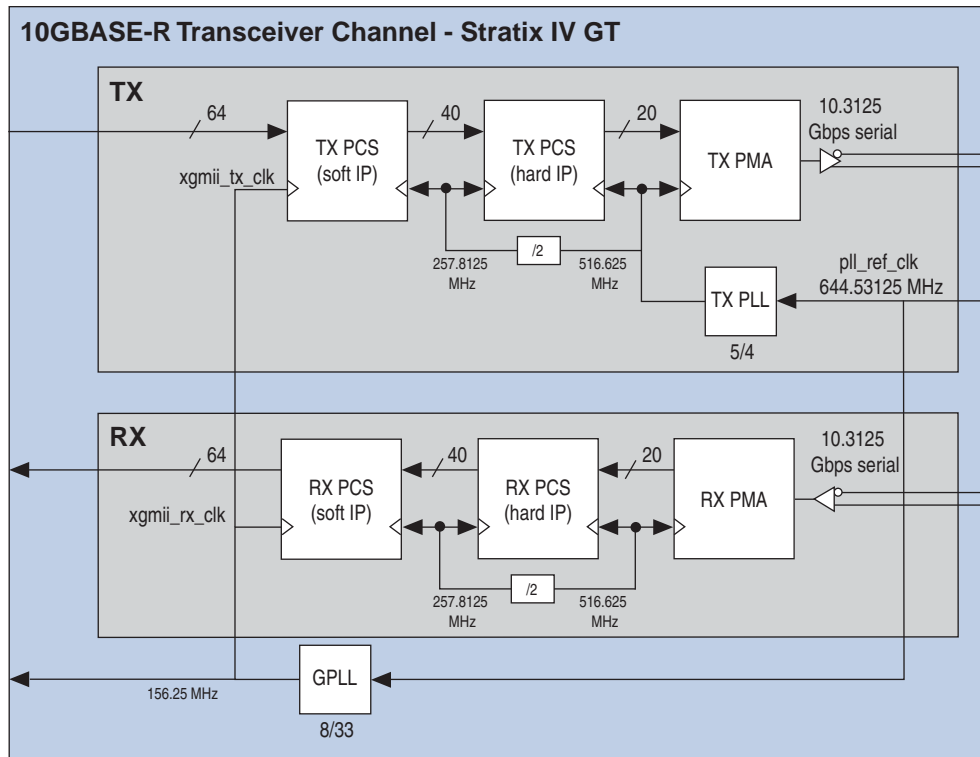 10GBASE-R Transceiver Channel - Stratix IV GT
TX
64
40
20
10.3125
Gbps serial
TX PCS
(soft IP)
TX PCS
(hard IP)
TX PMA
xgmii_tx_clk
/2
257.8125
MHz
516.625
MHz
pll_ref_clk
644.53125 MHz
TX PLL
5/4
RX
64
40
20
10.3125
Gbps serial
RX PCS
(soft IP)
RX PCS
(hard IP)
RX PMA
xgmii_rx_clk
/2
257.8125
MHz
516.625
MHz
GPLL
156.25 MHz
8/33